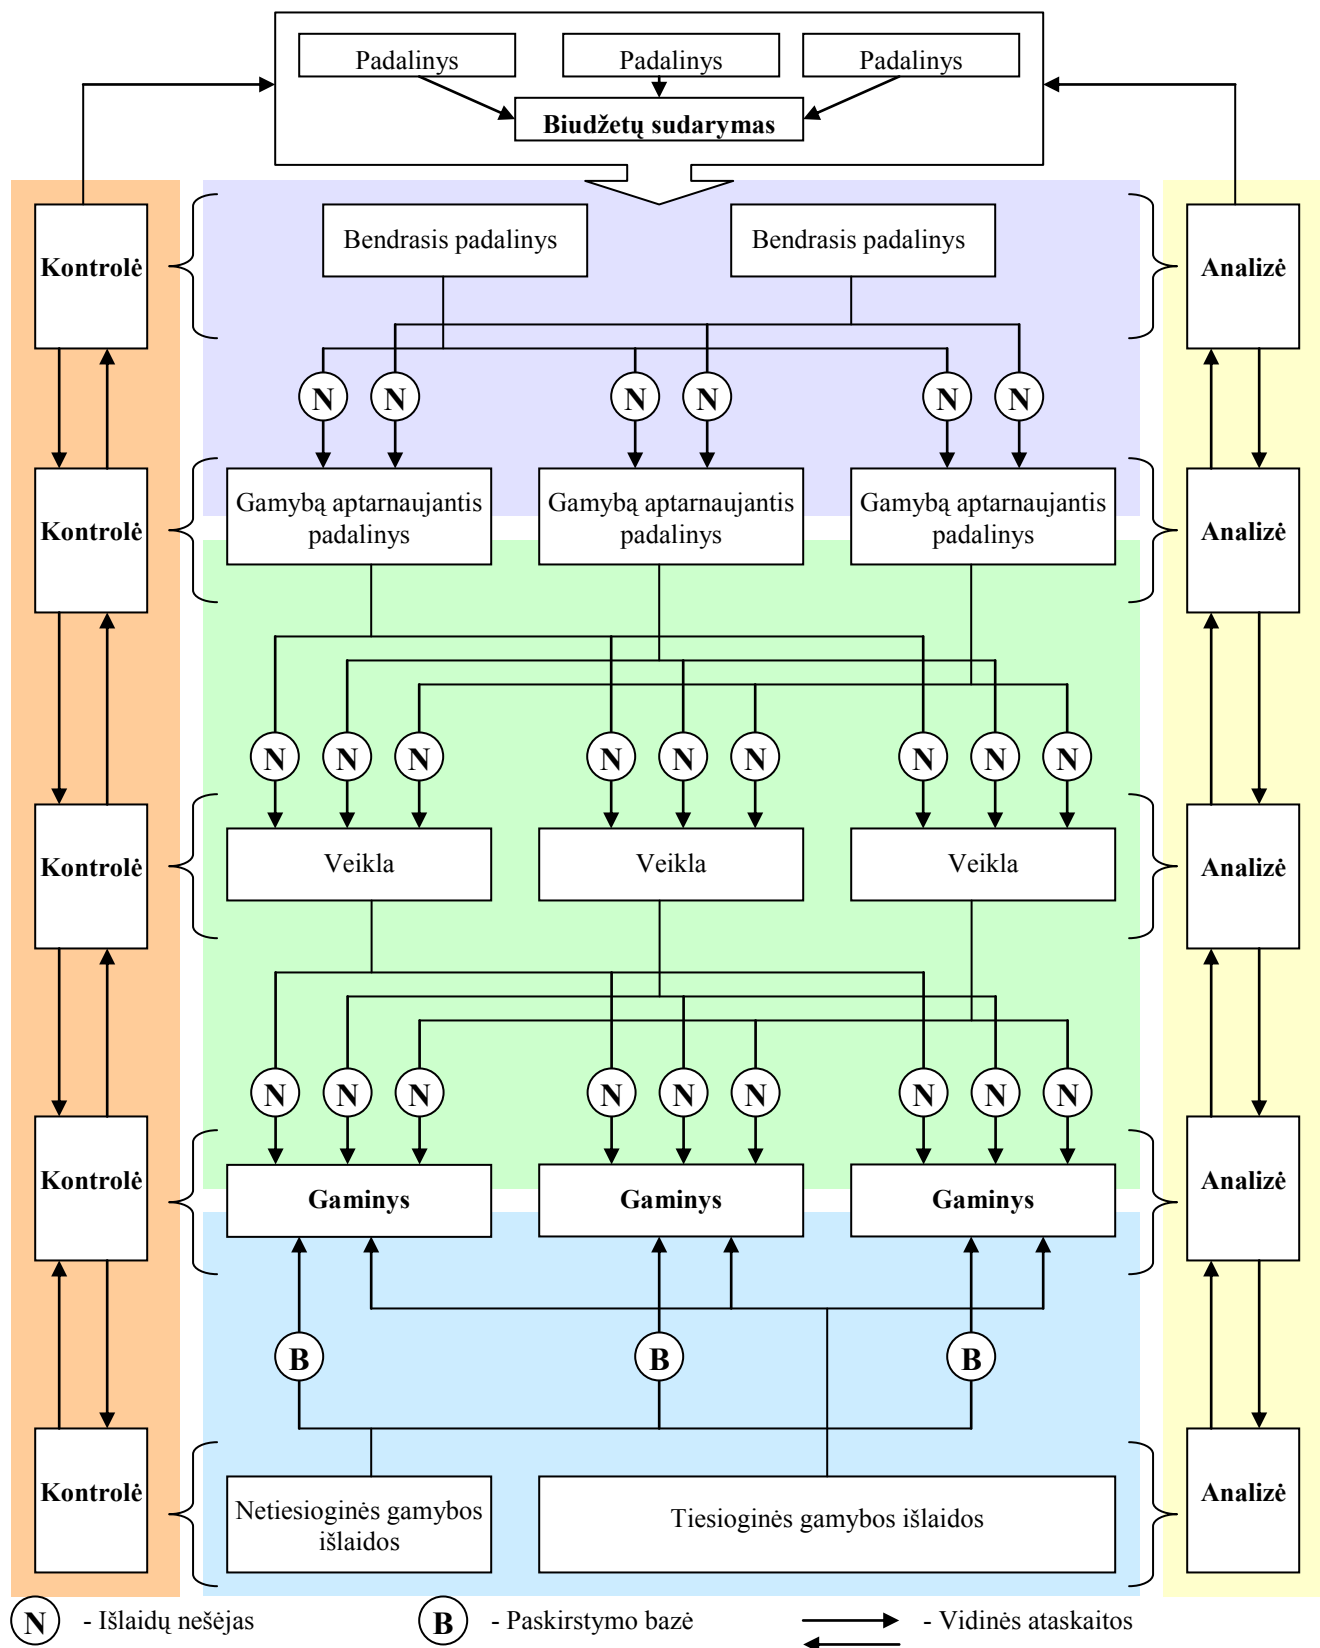 Padalinys
Padalinys
Padalinys
Biudžetų sudarymas
Bendrasis padalinys
Bendrasis padalinys
Kontrolė
Analizė
N
N
N
N
N
N
Gamybą aptarnaujantis
padalinys
Gamybą aptarnaujantis
padalinys
Gamybą aptarnaujantis
padalinys
Kontrolė
Analizė
N
N
N
N
N
N
N
N
N
Kontrolė
Veikla
Veikla
Veikla
Analizė
N
N
N
N
N
N
N
N
N
Kontrolė
Gaminys
Gaminys
Gaminys
Analizė
B
B
B
Kontrolė
Netiesioginės gamybos
išlaidos
Tiesioginės gamybos išlaidos
Analizė
N - Išlaidų nešėjas
B - Paskirstymo bazė
- Vidinės ataskaitos